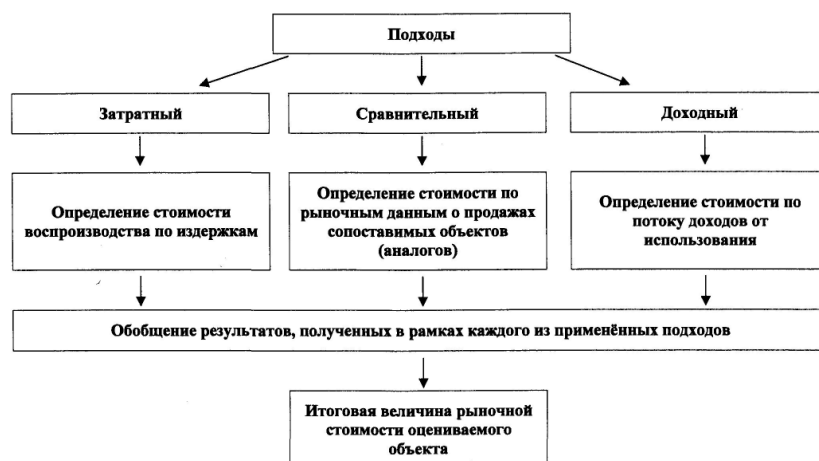 Подходы
Затратный
Сравнительный
Доходный
Определение стоимости
воспроизводства по издержкам
Определение стоимости по
рыночным данным о продажах
сопоставимых объектов
(аналогов)
Определение стоимости по
потоку доходов от
использования
Обобщение результатов, полученных в рамках каждого из применённых подходов
Итоговая величина рыночной
стоимости оцениваемого
объекта